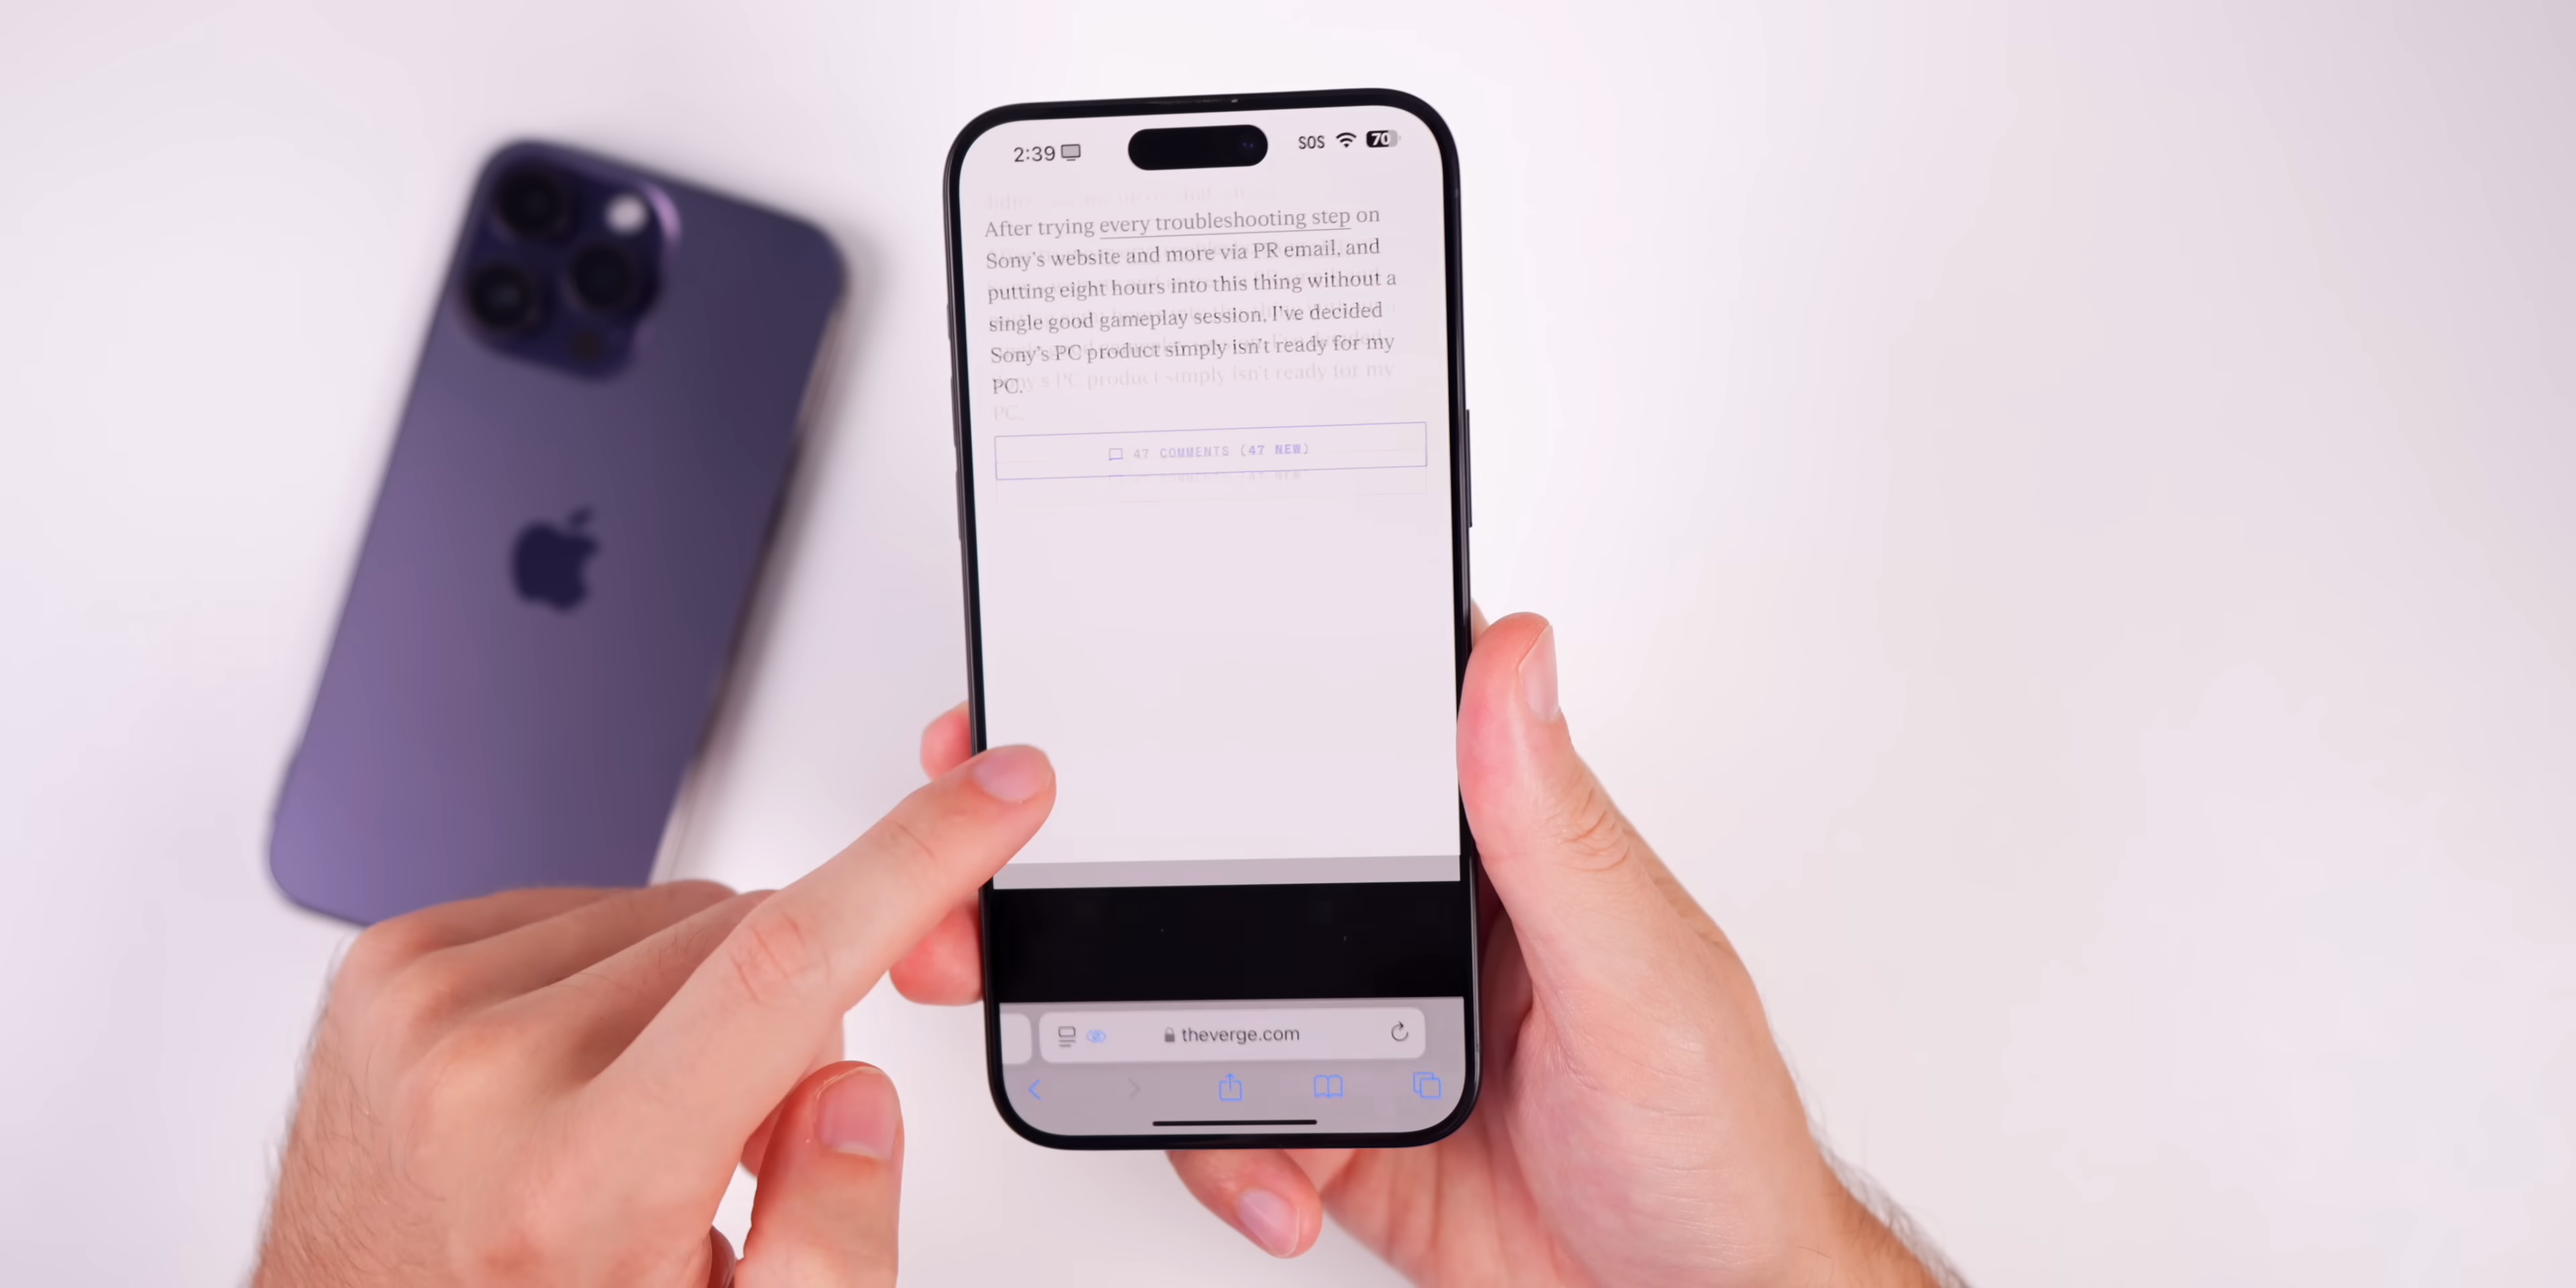 2:39
SOS
70
After trying every troubleshooting step on
Sony's website and more via PR email, and
putting eight hours into this thing without a
single good gameplay session, I've decided
Sony's PC product simply isn't ready for my
PC.
47 COMMENTS (47 NEW)
theverge.com